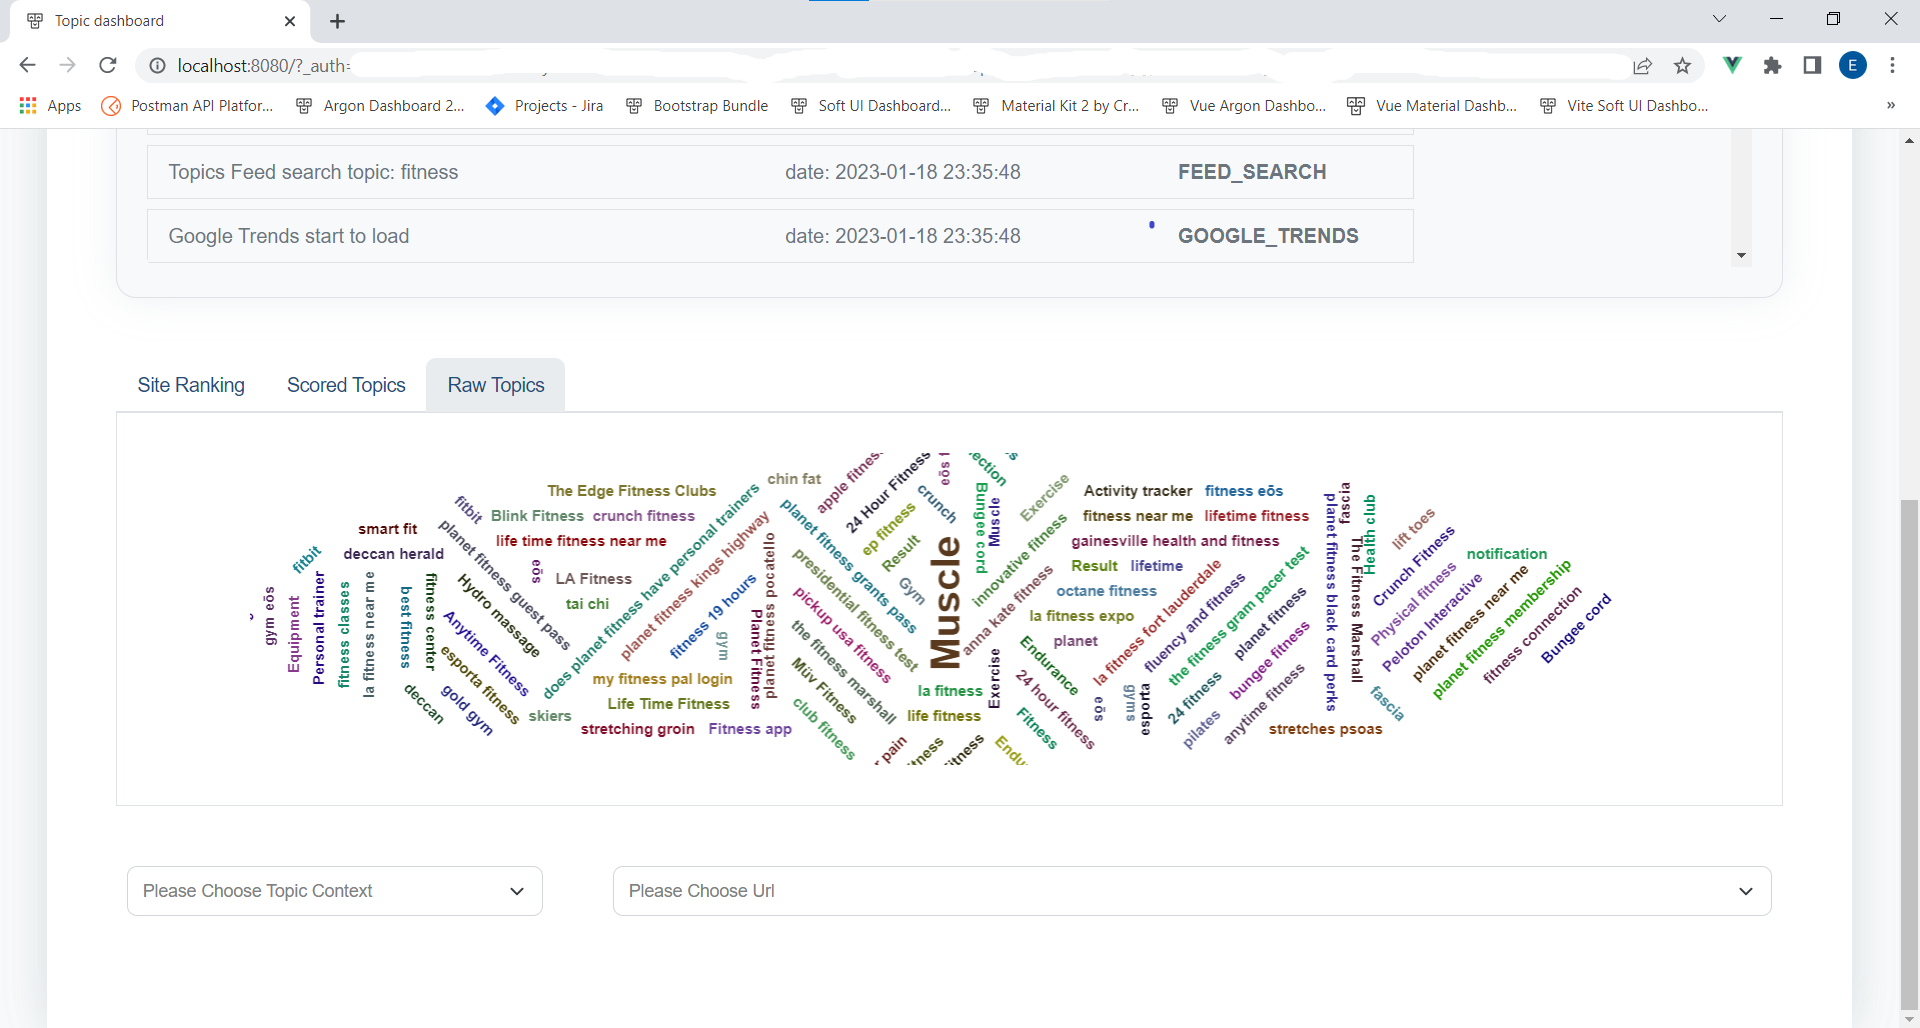 Topic dashboard
localhost:8080/?_auth=
Apps
Postman API Platfor...
Argon Dashboard 2...
Projects - Jira
Bootstrap Bundle
Soft UI Dashboard...
Material Kit 2 by Cr...
Vue Argon Dashbo...
Vue Material Dashb...
Vite Soft UI Dashbo...
»
E
Topics Feed search topic: fitness date: 2023-01-18 23:35:48 FEED_SEARCH
Google Trends start to load date: 2023-01-18 23:35:48 GOOGLE_TRENDS
Site Ranking Scored Topics Raw Topics
gym eōs
Equipment
Personal trainer
fitbit
fitness classes
la fitness near me
smart fit
deccan herald
best fitness
fitness center
deccan
fitbit
planet fitness guest pass
Hydro massage
Anytime Fitness
esporta fitness
gold gym
The Edge Fitness Clubs
Blink Fitness
crunch fitness
life time fitness near me
eōs
LA Fitness
tai chi
skiers
does planet fitness have personal trainers
planet fitness kings highway
fitness 19 hours
gym
my fitness pal login
Life Time Fitness
stretching groin
Fitness app
Planet Fitness
planet fitness pocatello
chin fat
planet fitness grants pass
presidential fitness test
pickup usa fitness
the fitness marshall
Müv Fitness
club fitness
apple fitness
24 Hour Fitness
ep fitness
Result
crunch
Gym
eōs
Muscle
la fitness
life fitness
pain
Bungee cord
Muscle
Exercise
innovative fitness
anna kate fitness
Exercise
Endurance
24 hour fitness
Fitness
Activity tracker
fitness eōs
fitness near me
lifetime fitness
gainesville health and fitness
Result
lifetime
octane fitness
la fitness expo
planet
eōs
gyms
esporta
la fitness fort lauderdale
fluency and fitness
the fitness gram pacer test
planet fitness
bungee fitness
24 fitness
anytime fitness
pilates
stretches psoas
planet fitness black card perks
fascia
The Fitness Marshall
Health club
lift toes
Crunch Fitness
Physical fitness
Peloton Interactive
fascia
notification
planet fitness near me
planet fitness membership
fitness connection
Bungee cord
Please Choose Topic Context
Please Choose Url